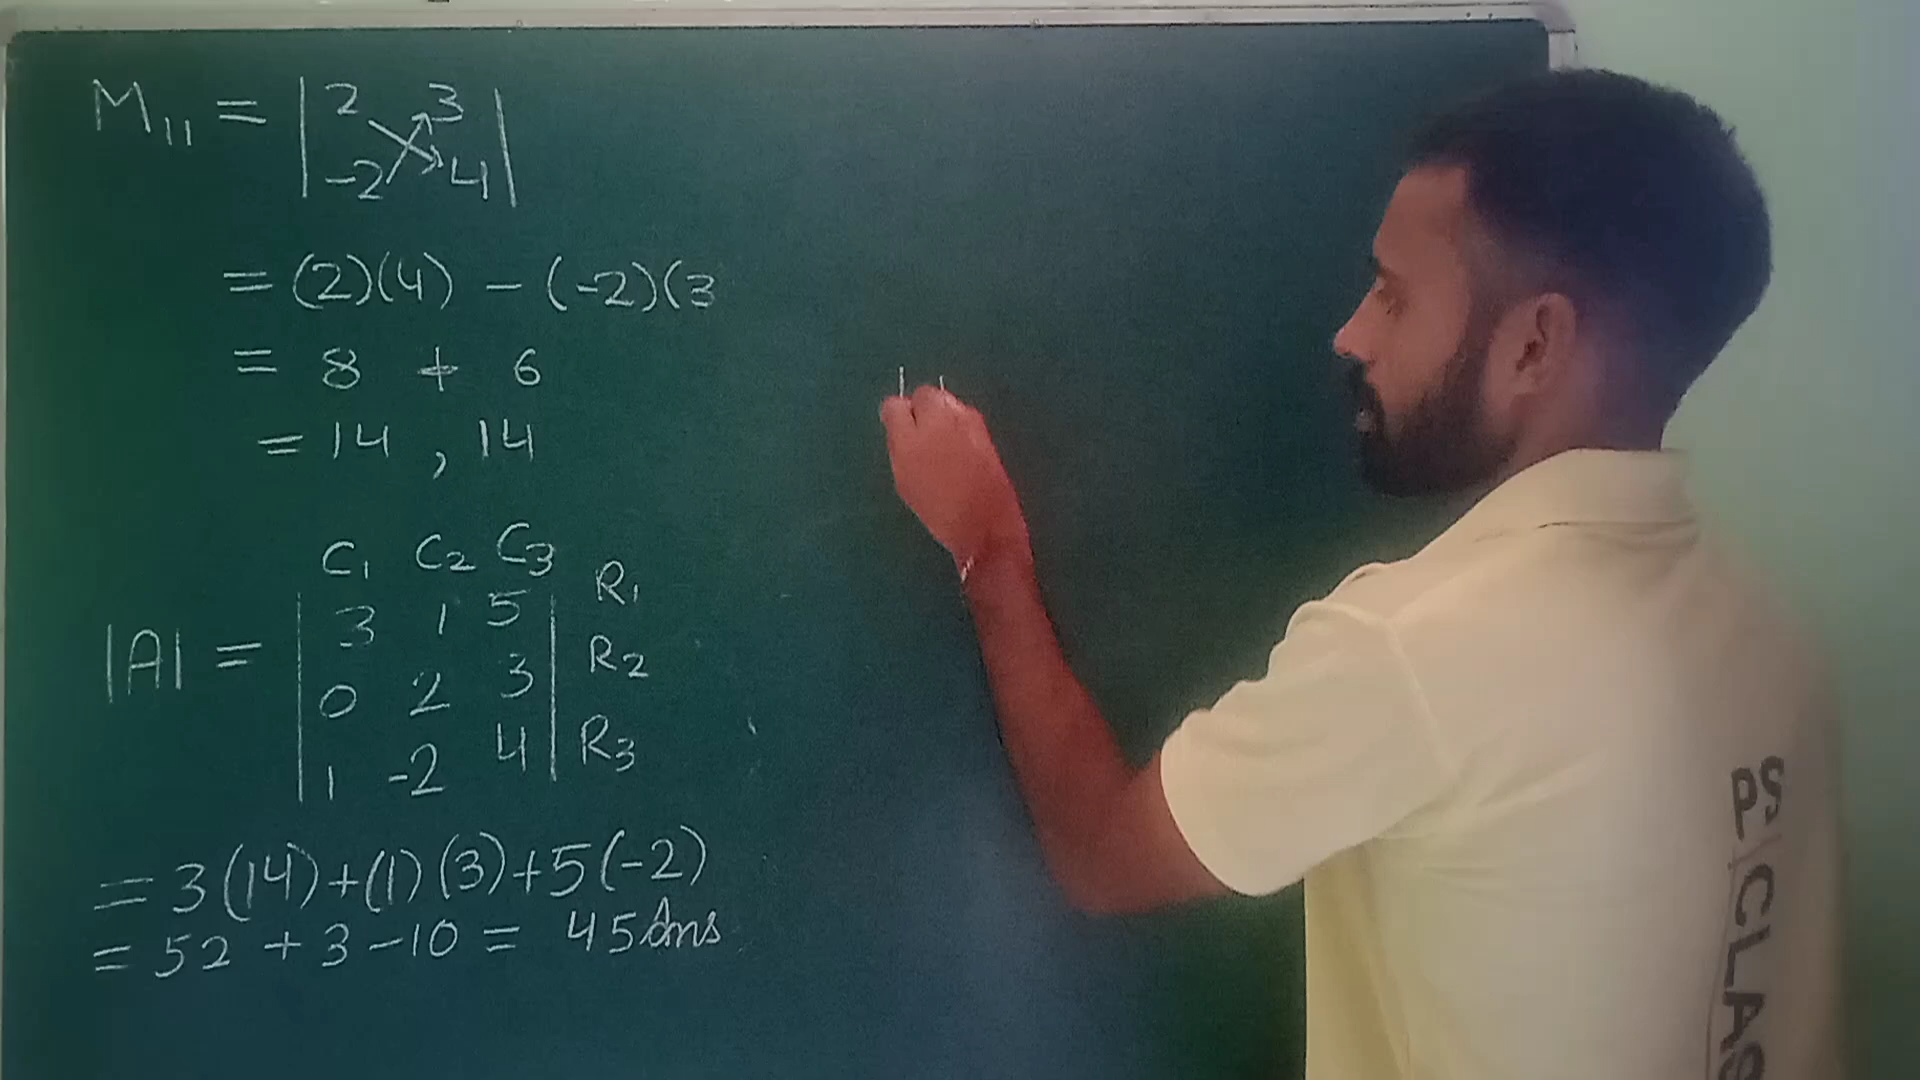 M₁₁ = | 2 3 |
| -2 4 |
= (2)(4) - (-2)(3
= 8 + 6
= 14 , 14
C₁ C₂ C₃
3 1 5 R₁
|A| = 0 2 3 R₂
1 -2 4 R₃
= 3(14)+(1)(3)+5(-2)
= 52 + 3 - 10 = 45 Ans
PS CLAS